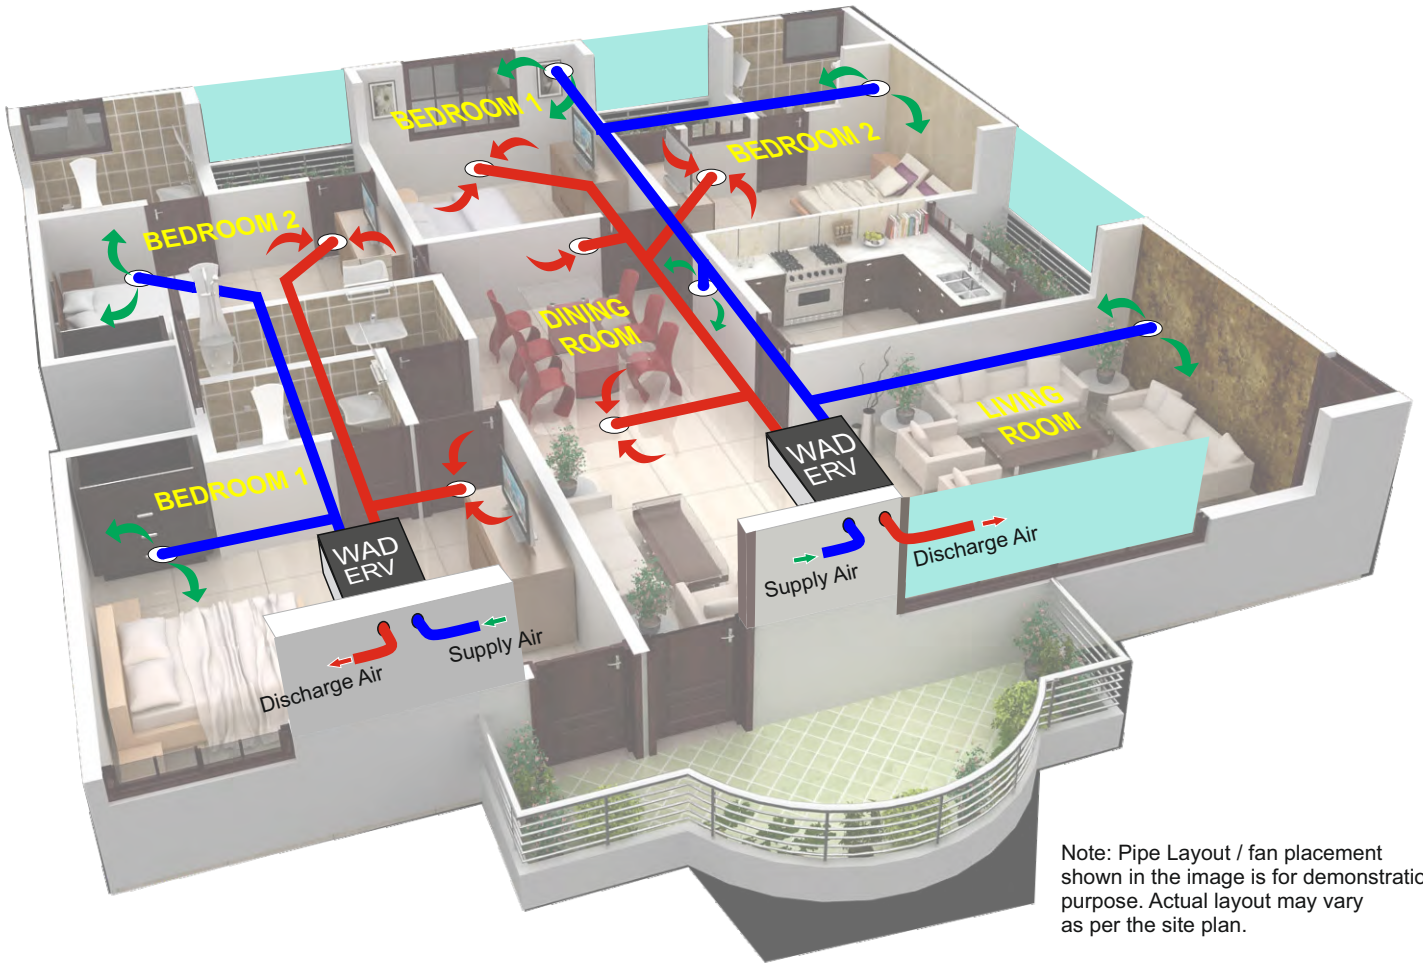 BEDROOM 1
BEDROOM 2
BEDROOM 2
DINING
ROOM
LIVING
ROOM
BEDROOM 1
WAD
ERV
WAD
ERV
Discharge Air
Supply Air
Supply Air
Discharge Air
Note: Pipe Layout / fan placement
shown in the image is for demonstratio
purpose. Actual layout may vary
as per the site plan.